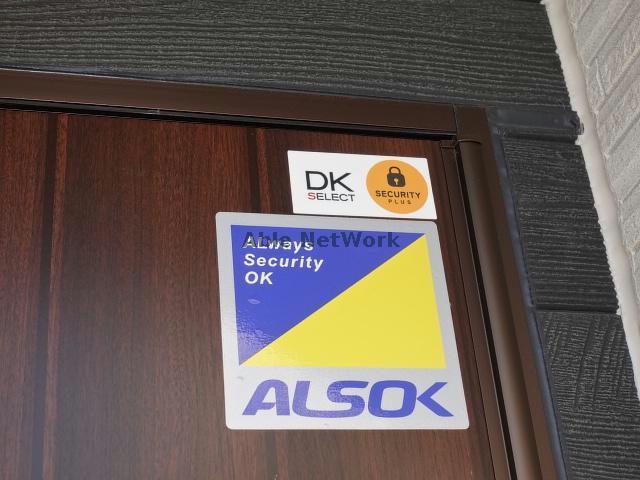 DK
SELECT
SECURITY
PLUS
Able NetWork
ALways
Security
OK
ALSOK